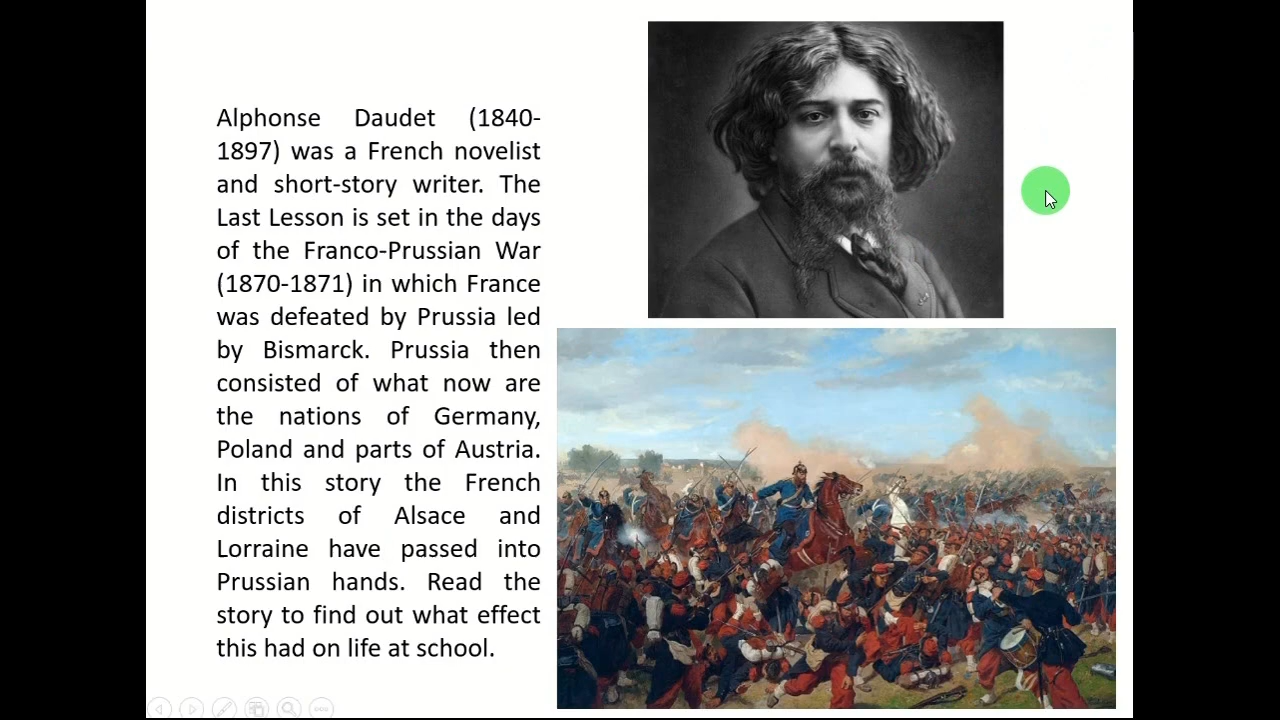 Alphonse Daudet (1840-
1897) was a French novelist
and short-story writer. The
Last Lesson is set in the days
of the Franco-Prussian War
(1870-1871) in which France
was defeated by Prussia led
by Bismarck. Prussia then
consisted of what now are
the nations of Germany,
Poland and parts of Austria.
In this story the French
districts of Alsace and
Lorraine have passed into
Prussian hands. Read the
story to find out what effect
this had on life at school.